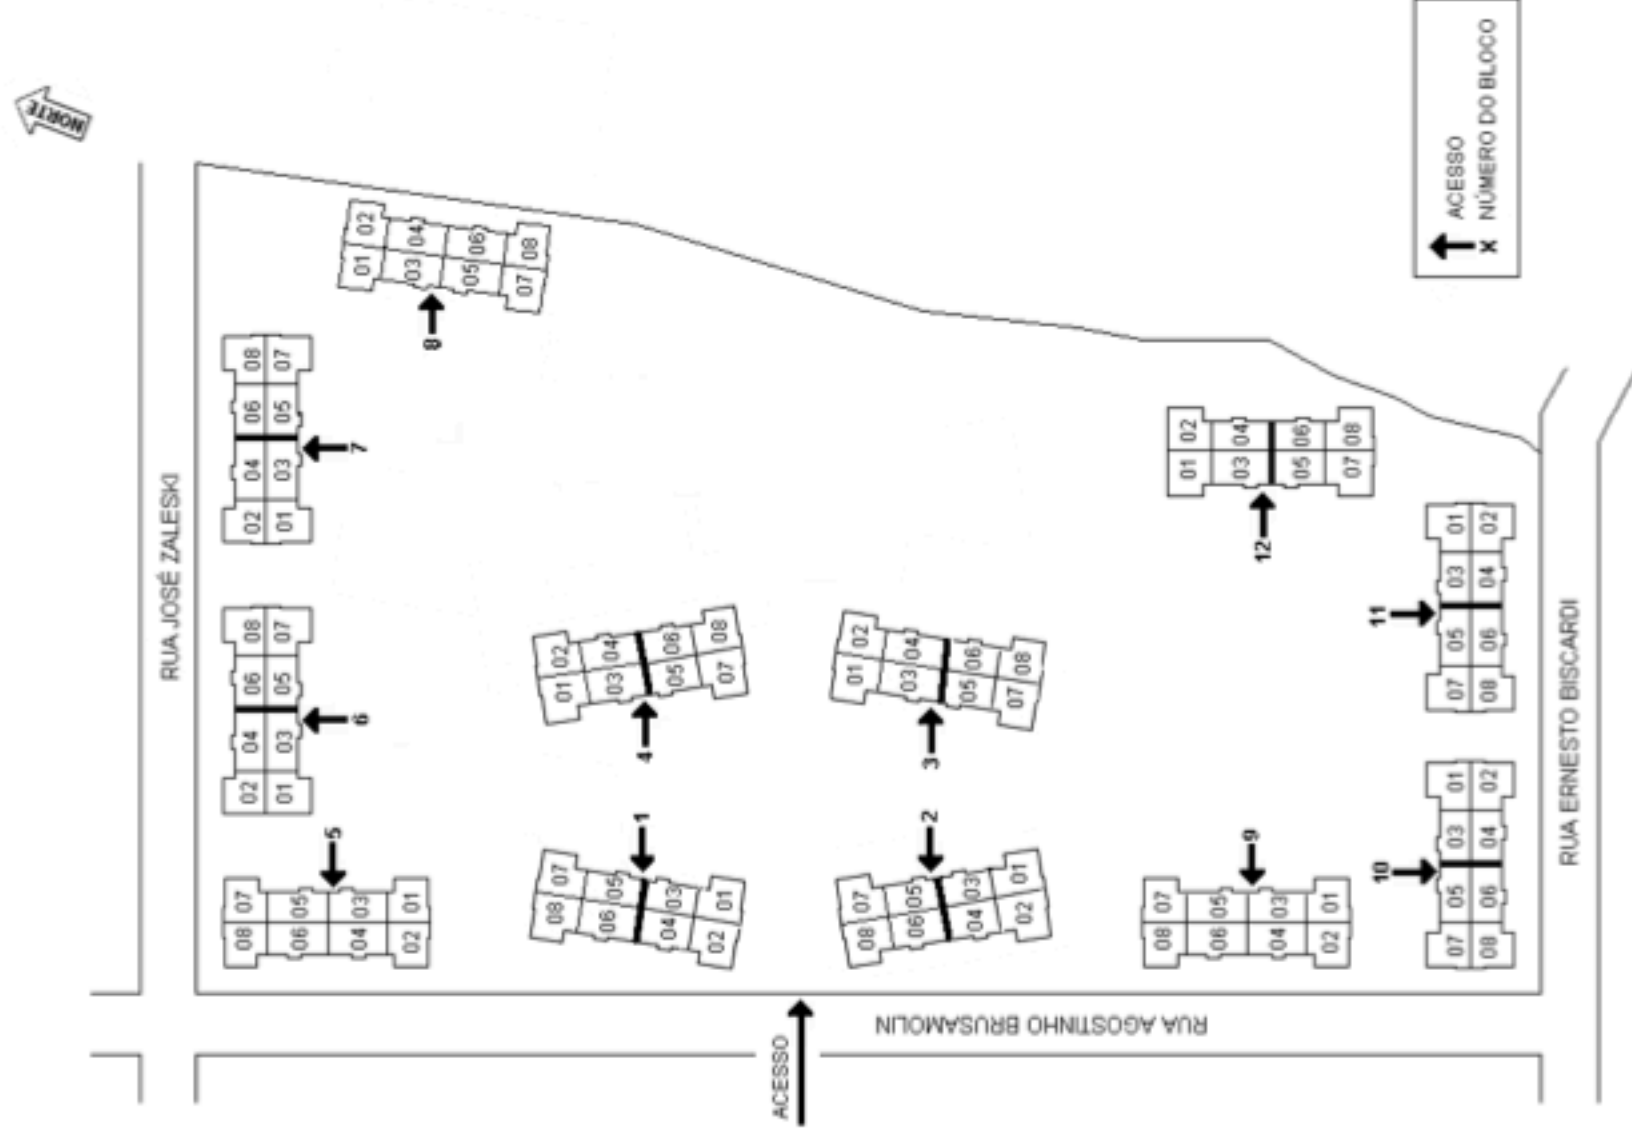 NORTE
ACESSO
X NÚMERO DO BLOCO
RUA JOSÉ ZALESKI
RUA ERNESTO BISCARDI
RUA AGOSTINHO BRUSAMOLIN
ACESSO
8
01 02
03 04
05 06
07 08
7
02 04 06 08
01 03 05 07
6
02 04 06 08
01 03 05 07
5
07 05 03 01
08 06 04 02
4
01 02
03 04
05 06
07 08
3
01 02
03 04
05 06
07 08
1
07 05 03 01
08 06 04 02
2
07 05 03 01
08 06 04 02
12
01 02
03 04
05 06
07 08
9
07 05 03 01
08 06 04 02
11
07 05 03 01
08 06 04 02
10
07 05 03 01
08 06 04 02